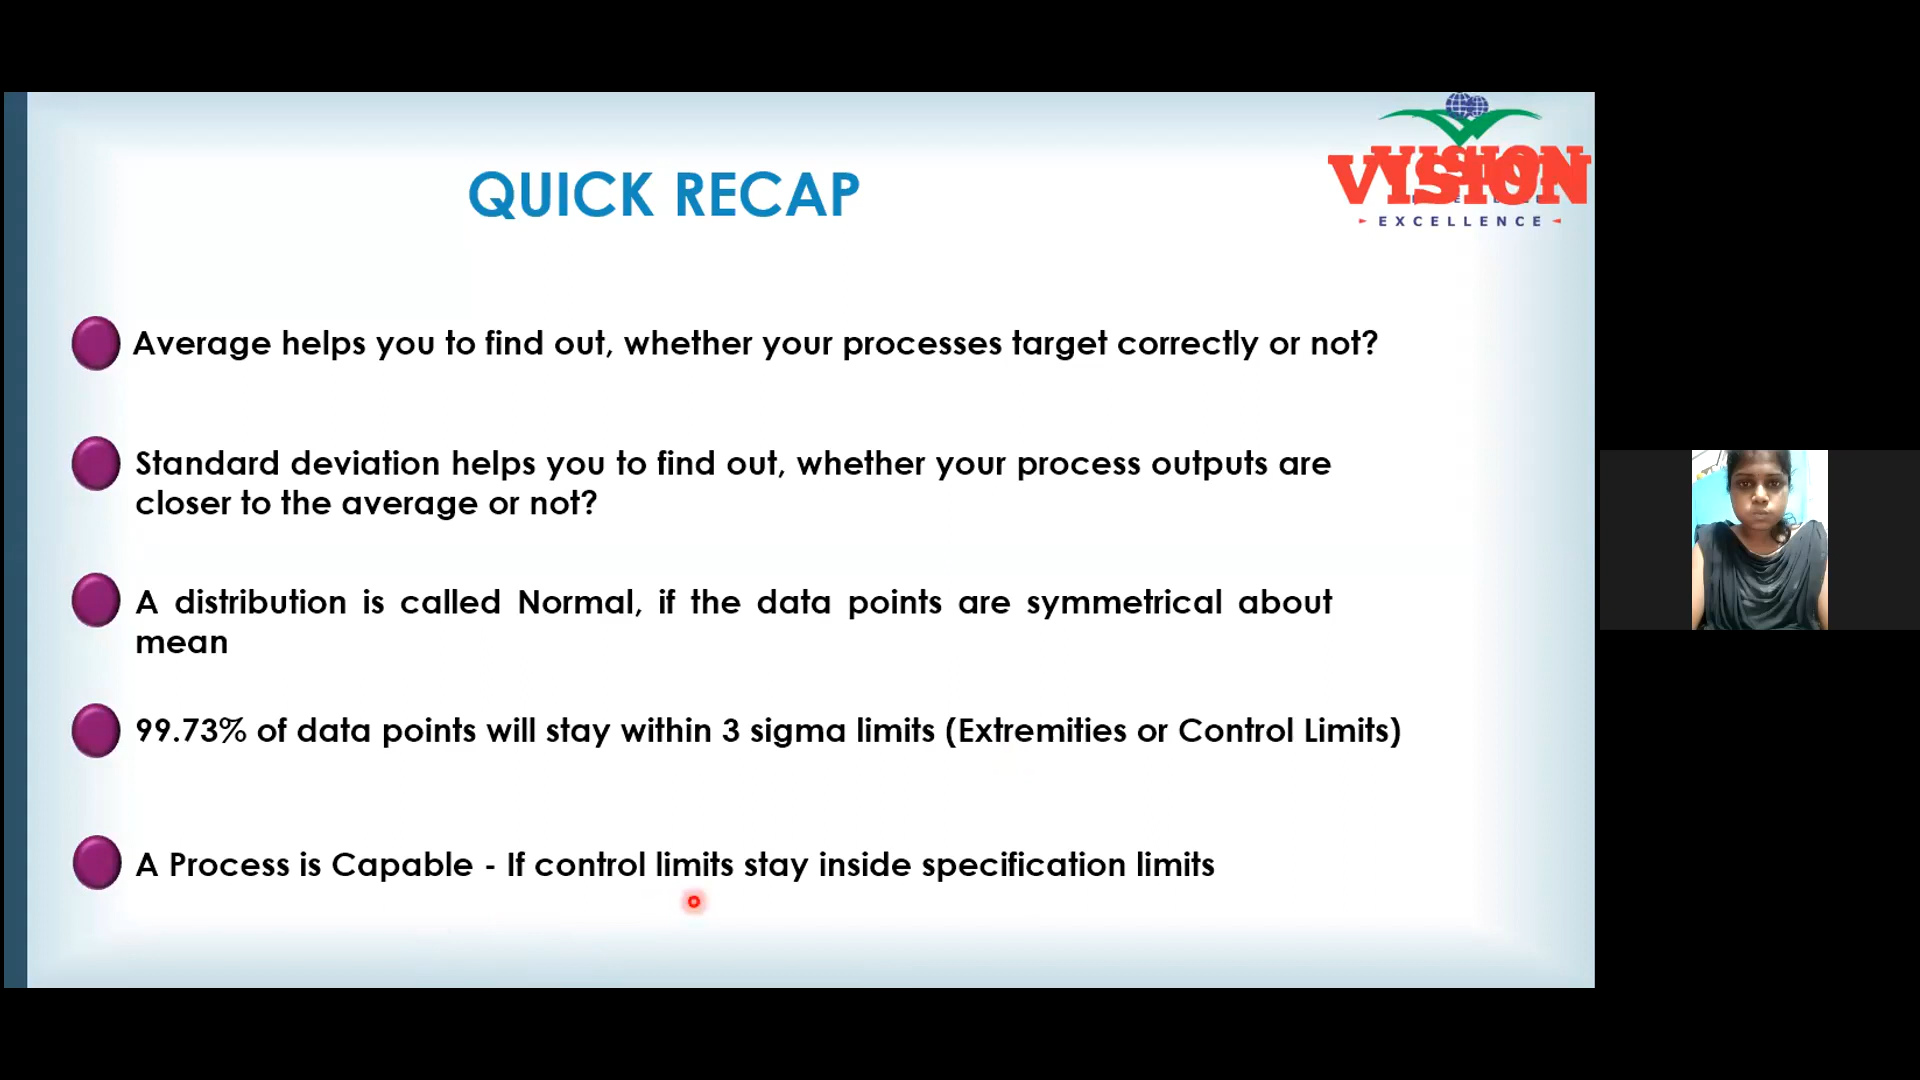 VISION
EXCELLENCE
QUICK RECAP
Average helps you to find out, whether your processes target correctly or not?
Standard deviation helps you to find out, whether your process outputs are
closer to the average or not?
A distribution is called Normal, if the data points are symmetrical about
mean
99.73% of data points will stay within 3 sigma limits (Extremities or Control Limits)
A Process is Capable - If control limits stay inside specification limits